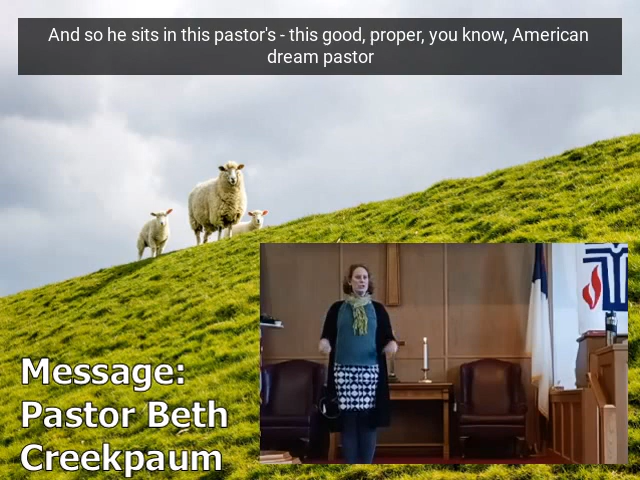 And so he sits in this pastor's - this good, proper, you know, American
dream pastor
Message:
Pastor Beth
Creekpaum